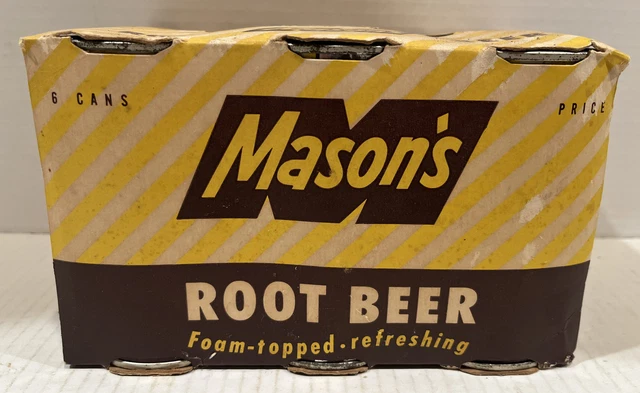 6 CANS
PRICE
Mason's
ROOT BEER
Foam-topped·refreshing